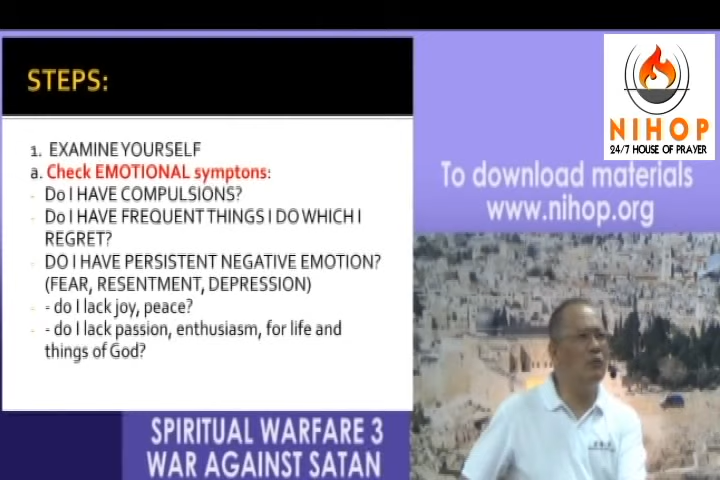 STEPS:
1. EXAMINE YOURSELF
a. Check EMOTIONAL symptons:
- Do I HAVE COMPULSIONS?
- Do I HAVE FREQUENT THINGS I DO WHICH I
REGRET?
- DO I HAVE PERSISTENT NEGATIVE EMOTION?
(FEAR, RESENTMENT, DEPRESSION)
- - do I lack joy, peace?
- - do I lack passion, enthusiasm, for life and
things of God?
NIHOP
24/7 HOUSE OF PRAYER
To download materials
www.nihop.org
SPIRITUAL WARFARE 3
WAR AGAINST SATAN